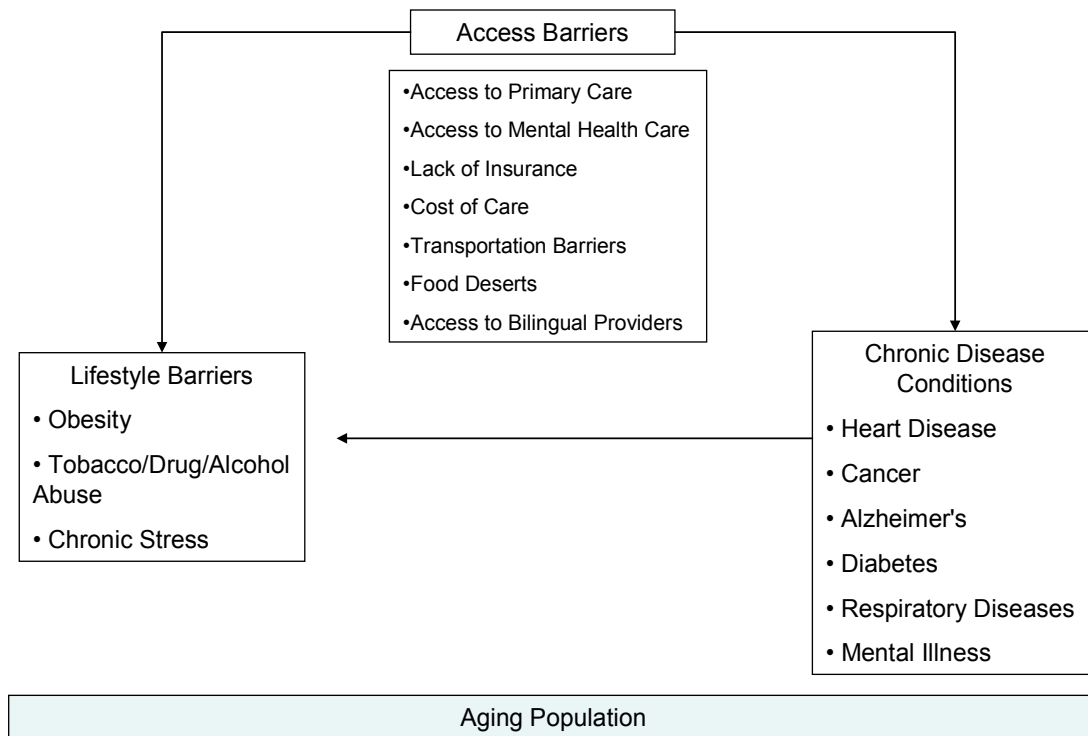 Access Barriers
•Access to Primary Care
•Access to Mental Health Care
•Lack of Insurance
•Cost of Care
•Transportation Barriers
•Food Deserts
•Access to Bilingual Providers
Lifestyle Barriers
• Obesity
• Tobacco/Drug/Alcohol
Abuse
• Chronic Stress
Chronic Disease
Conditions
• Heart Disease
• Cancer
• Alzheimer's
• Diabetes
• Respiratory Diseases
• Mental Illness
Aging Population